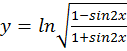 y = ln√((1−sin2x)/(1+sin2x))